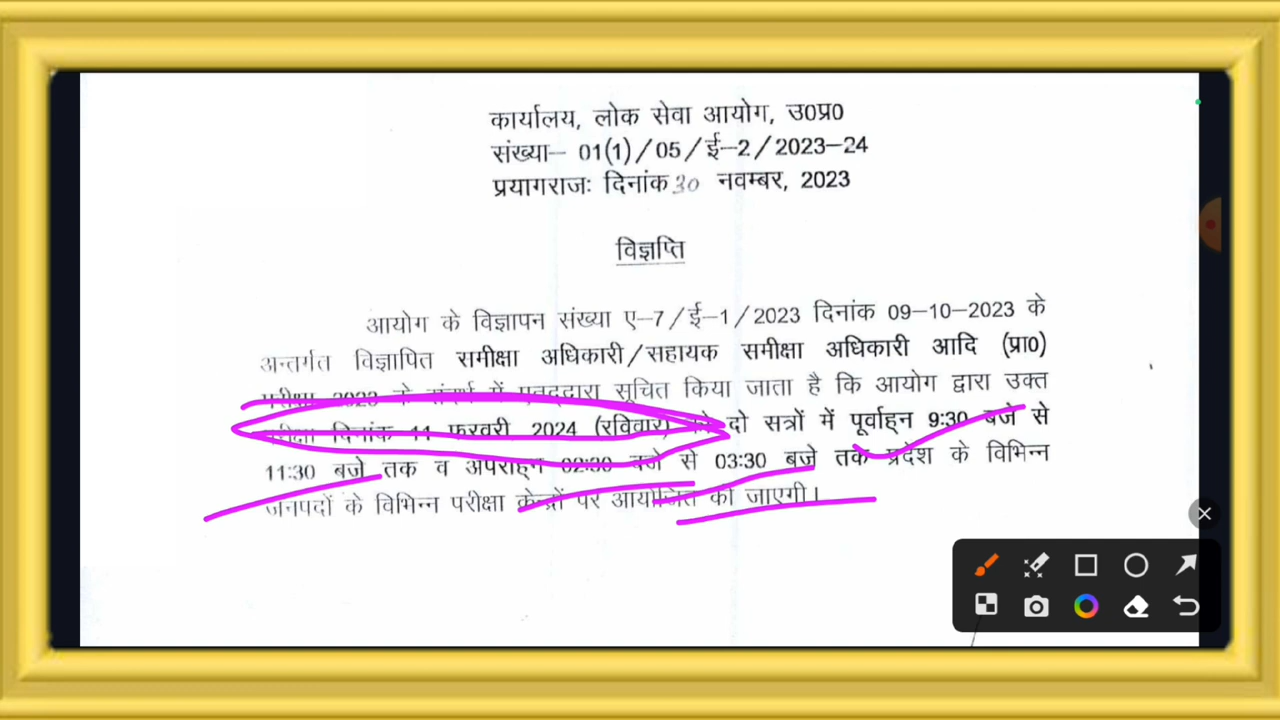 कार्यालय, लोक सेवा आयोग, उ0प्र0
संख्या– 01(1)/05/ई–2/2023–24
प्रयागराजः दिनांक 30 नवम्बर, 2023
विज्ञप्ति
आयोग के विज्ञापन संख्या ए–7/ई–1/2023 दिनांक 09–10–2023 के
अन्तर्गत विज्ञापित समीक्षा अधिकारी/सहायक समीक्षा अधिकारी आदि (प्रा0)
परीक्षा 2023 के संदर्भ में एतद्द्वारा सूचित किया जाता है कि आयोग द्वारा उक्त
परीक्षा दिनांक 11 फरवरी 2024 (रविवार) को दो सत्रों में पूर्वाह्न 9:30 बजे से
11:30 बजे तक व अपराह्न 02:30 बजे से 03:30 बजे तक प्रदेश के विभिन्न
जनपदों के विभिन्न परीक्षा केन्द्रों पर आयोजित की जाएगी।